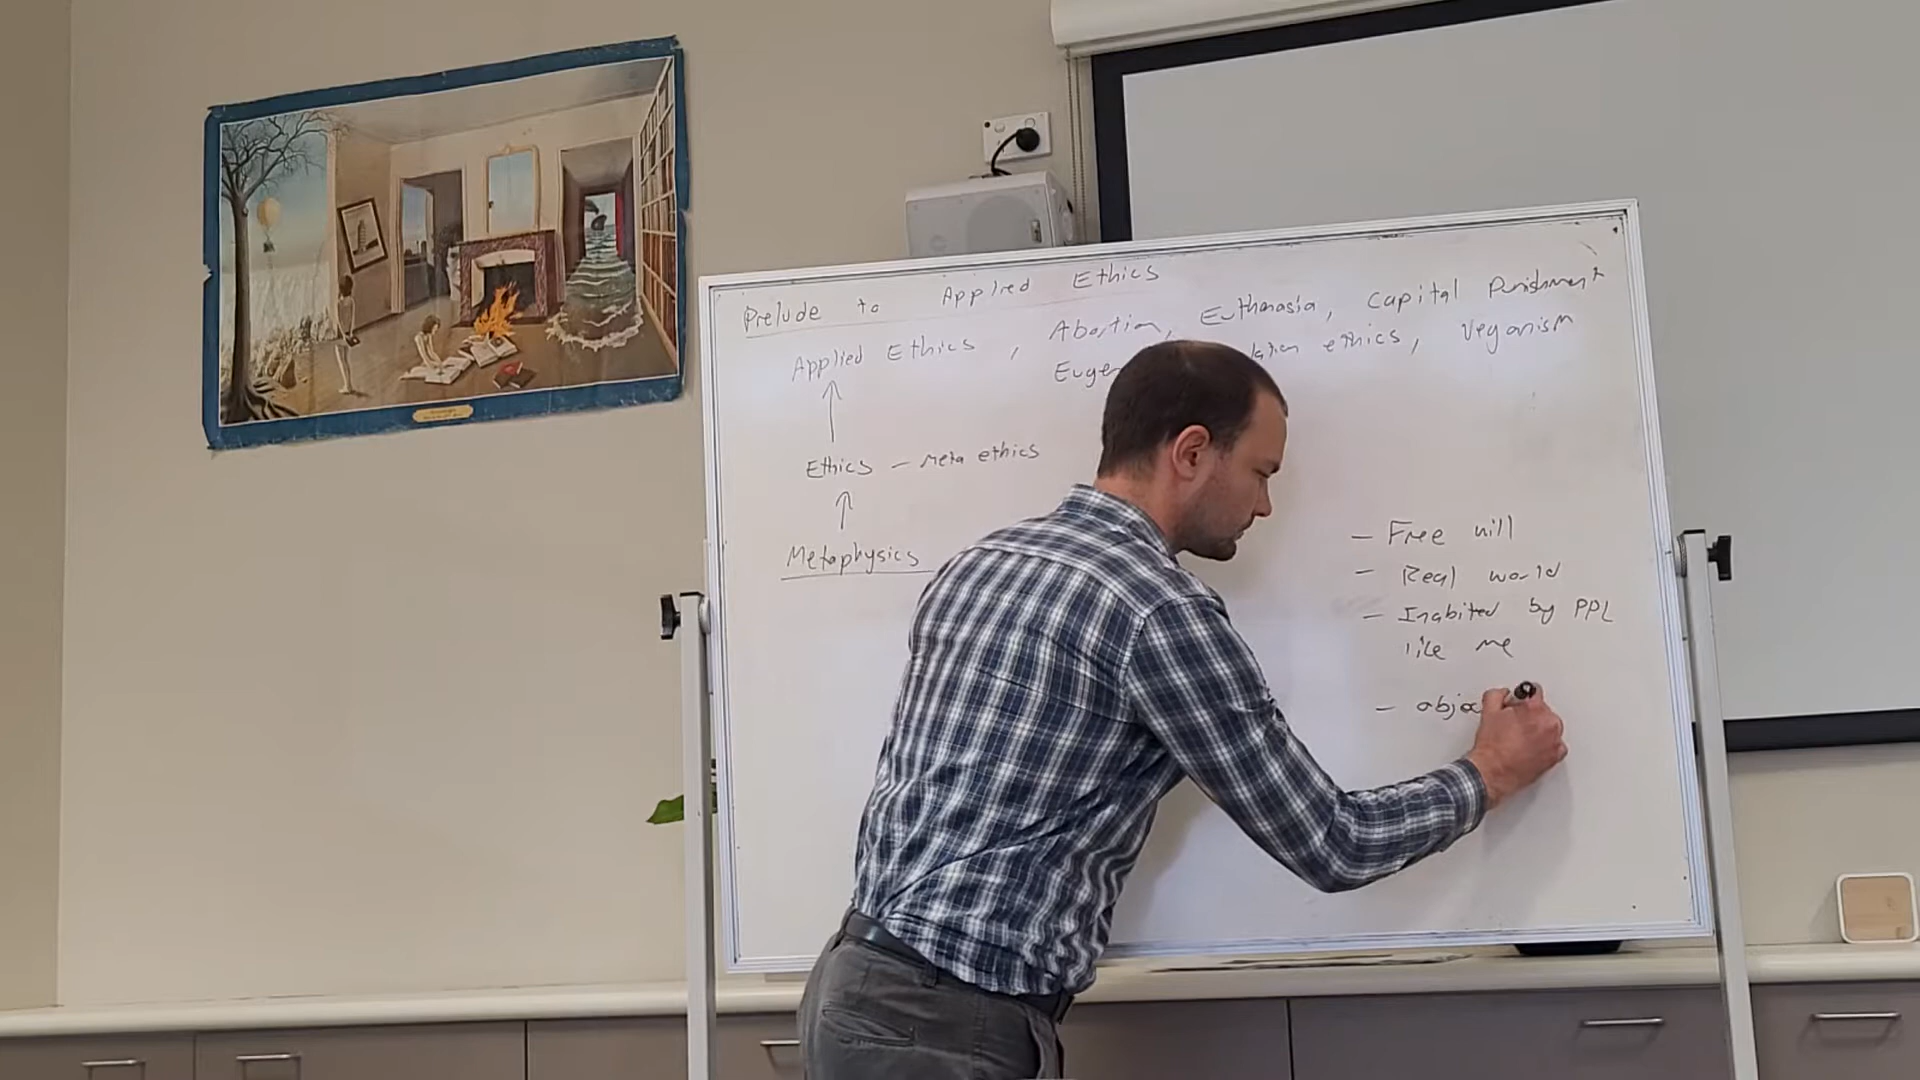 Prelude to Applied Ethics
Applied Ethics, Abortion, Euthanasia, Capital Punishment
ethics, Veganism
Ethics - Meta ethics
Metaphysics
- Free will
- Real world
- Inabited by PPL
like me
-